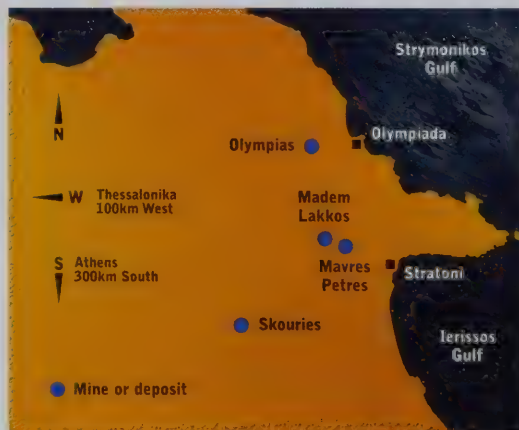 Strymonikos
Gulf
Olympias
Olympiada
N
W
Thessalonika
100km West
Madem
Lakkos
S
Athens
300km South
Mavres
Petres
Stratoni
Skouries
Ierissos
Gulf
Mine or deposit